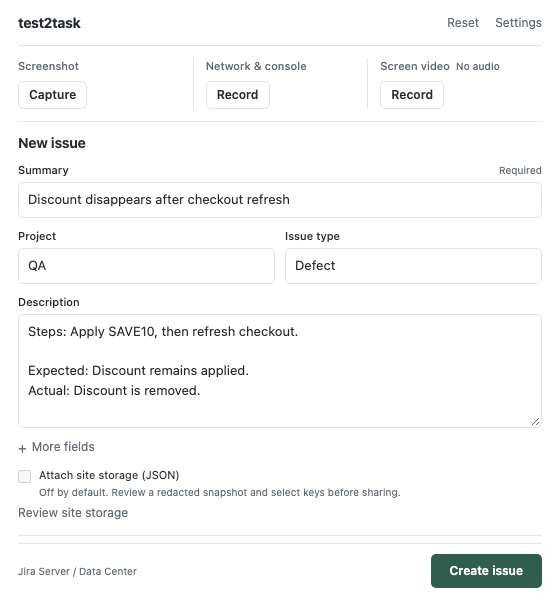 test2task
Reset Settings
Screenshot
Capture
Network & console
Record
Screen video No audio
Record
New issue
Summary Required
Discount disappears after checkout refresh
Project Issue type
QA Defect
Description
Steps: Apply SAVE10, then refresh checkout.
Expected: Discount remains applied.
Actual: Discount is removed.
+ More fields
Attach site storage (JSON)
Off by default. Review a redacted snapshot and select keys before sharing.
Review site storage
Jira Server / Data Center
Create issue